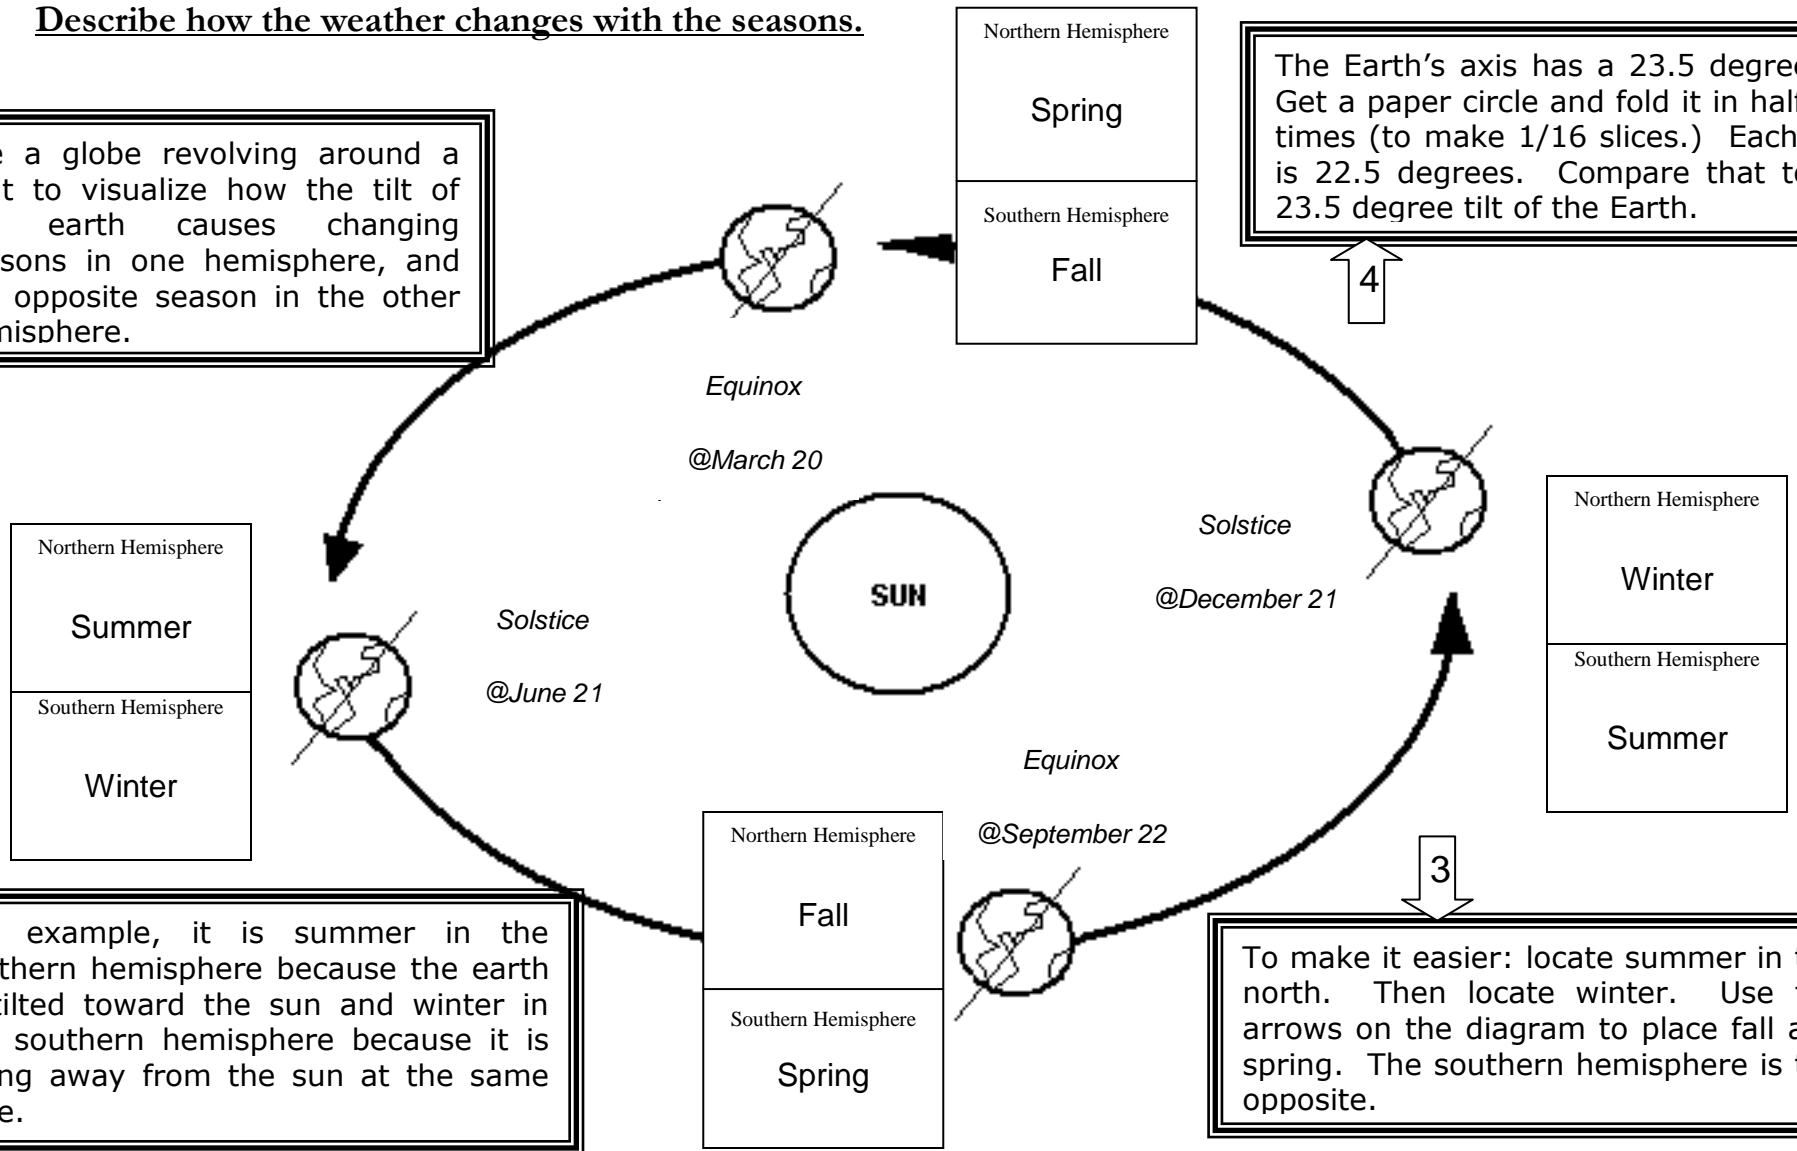 Describe how the weather changes with the seasons.
Northern Hemisphere
Spring
Southern Hemisphere
Fall
The Earth's axis has a 23.5 degree
Get a paper circle and fold it in half
times (to make 1/16 slices.) Each
is 22.5 degrees. Compare that to
23.5 degree tilt of the Earth.
4
a globe revolving around a
to visualize how the tilt of
earth causes changing
in one hemisphere, and
opposite season in the other
Equinox
@March 20
Northern Hemisphere
Summer
Southern Hemisphere
Winter
Solstice
@June 21
SUN
Solstice
@December 21
Northern Hemisphere
Winter
Southern Hemisphere
Summer
Equinox
@September 22
Northern Hemisphere
Fall
Southern Hemisphere
Spring
3
example, it is summer in the
hemisphere because the earth
tilted toward the sun and winter in
southern hemisphere because it is
away from the sun at the same
To make it easier: locate summer in
north. Then locate winter. Use
arrows on the diagram to place fall
spring. The southern hemisphere is
opposite.